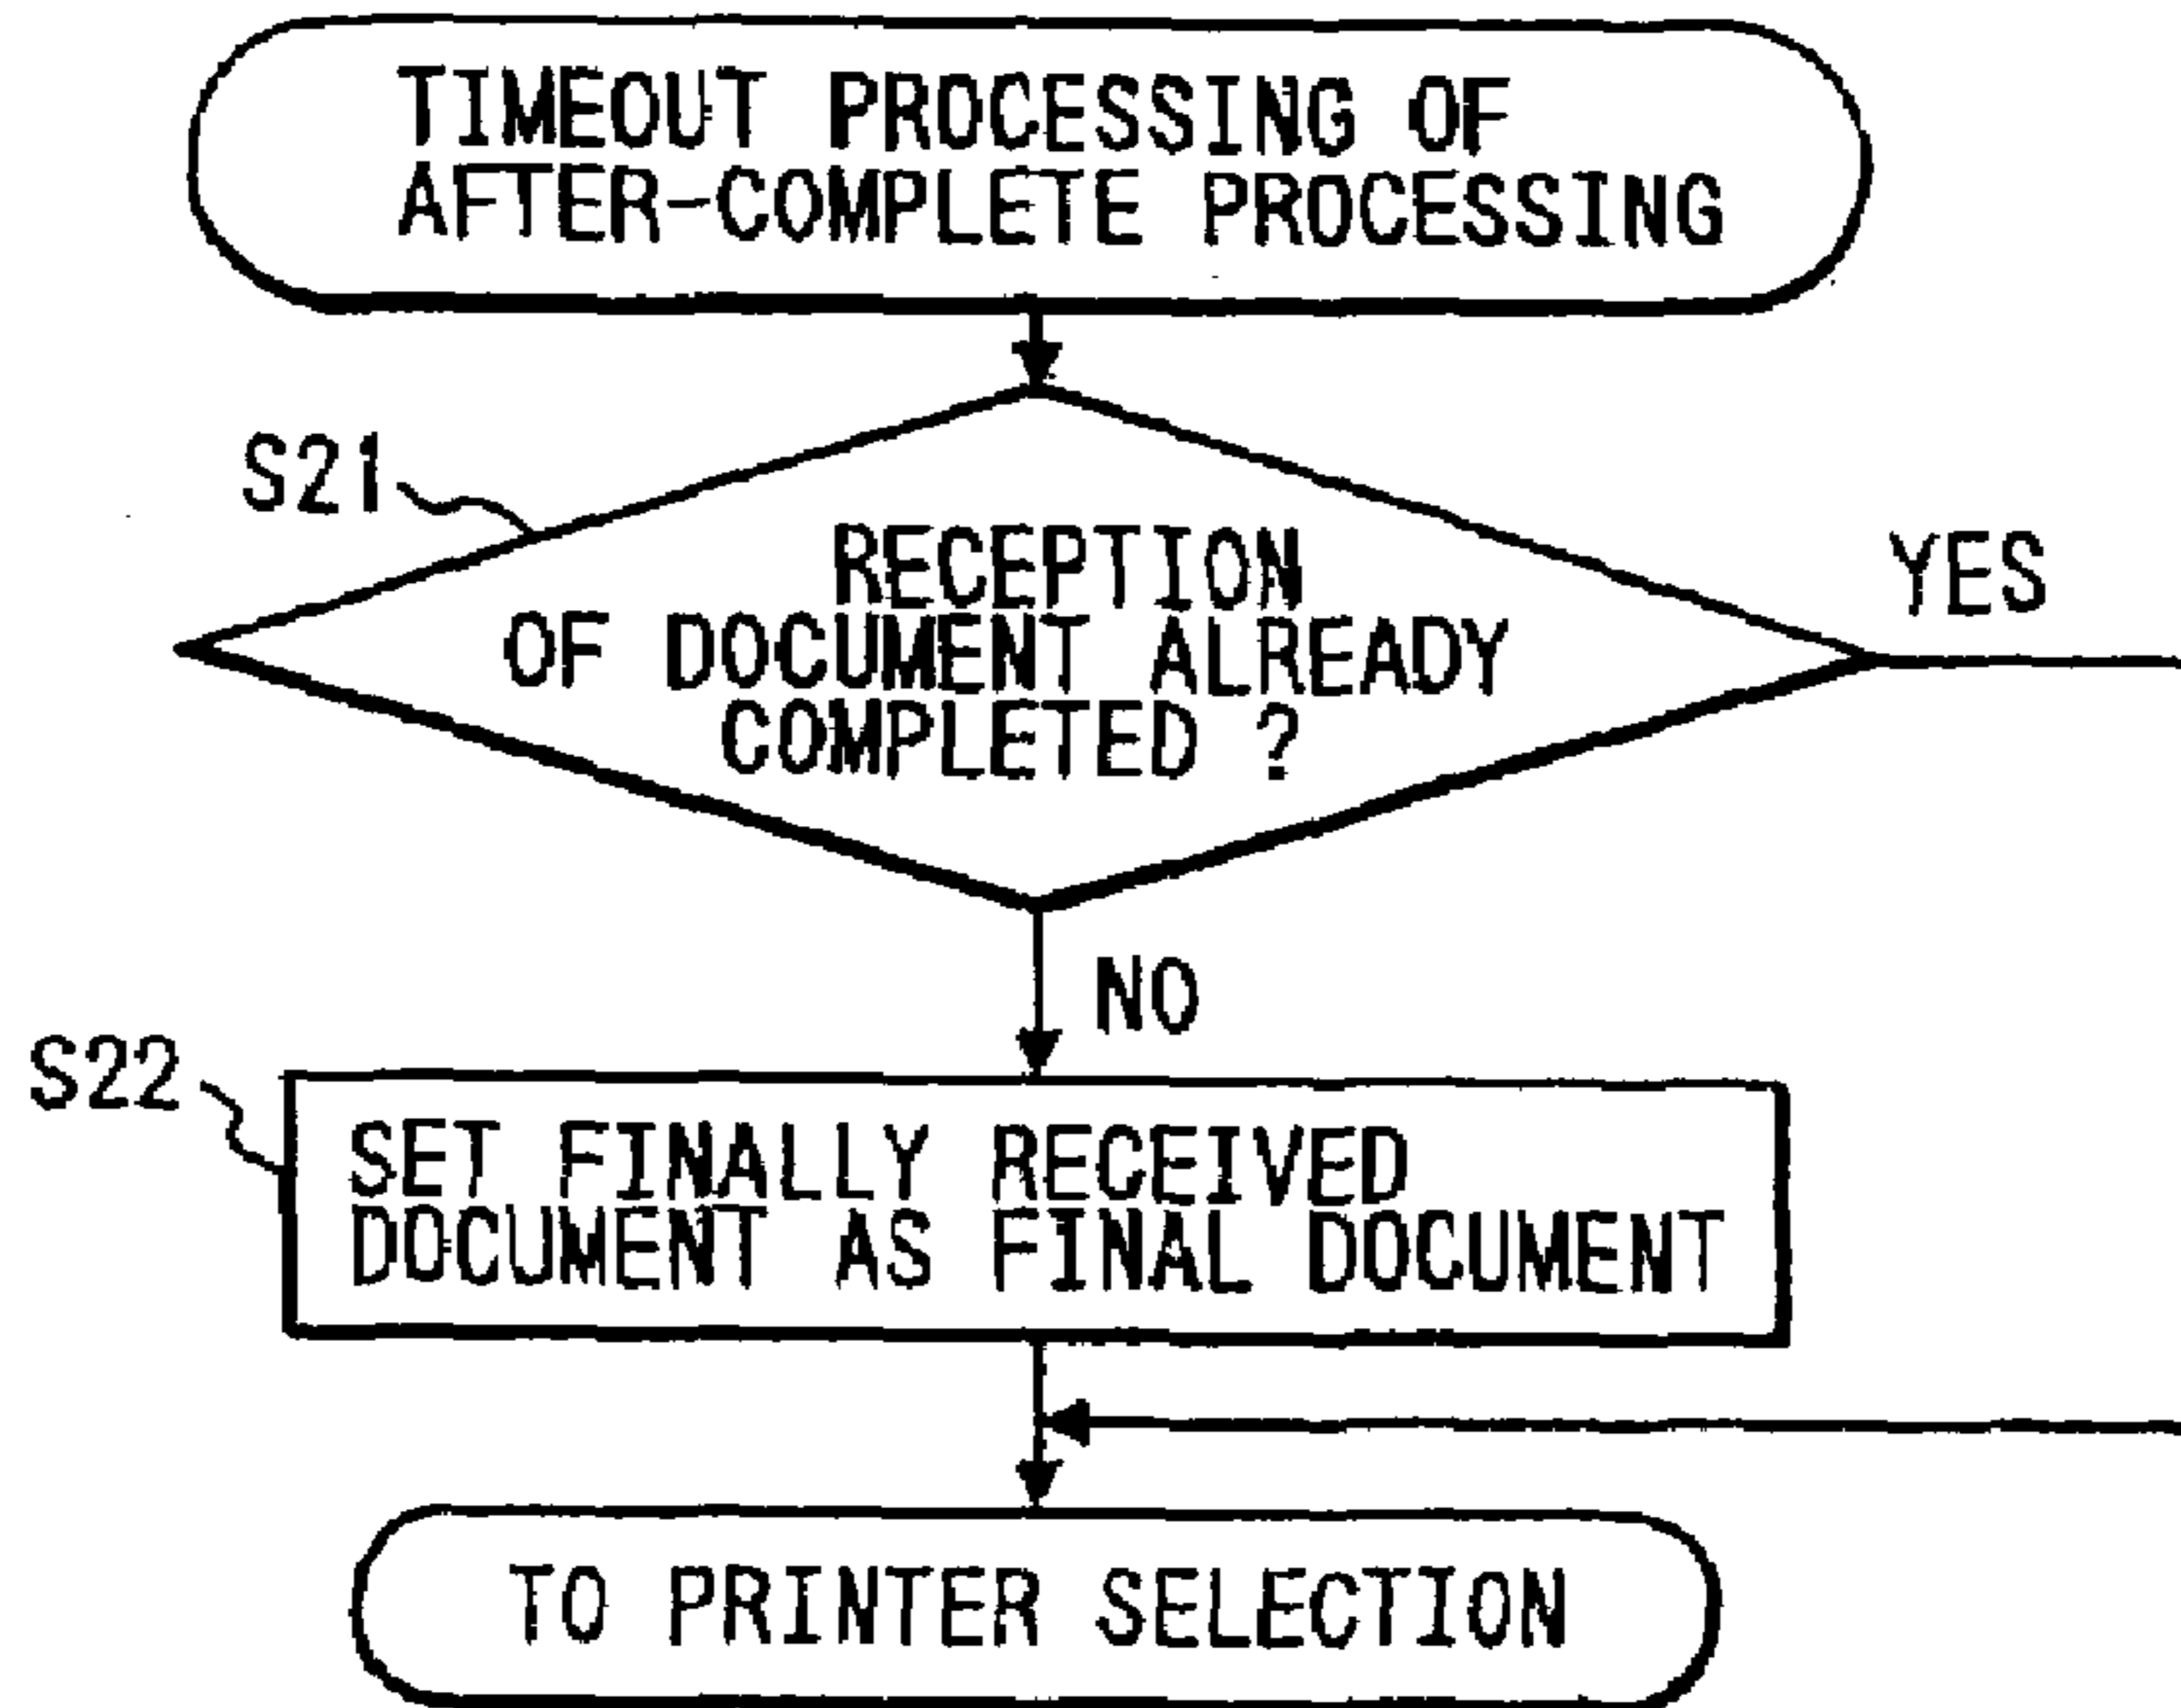 TIMEOUT PROCESSING OF
AFTER-COMPLETE PROCESSING
S21
RECEPTION
OF DOCUMENT ALREADY
COMPLETED ?
YES
NO
S22
SET FINALLY RECEIVED
DOCUMENT AS FINAL DOCUMENT
TO PRINTER SELECTION